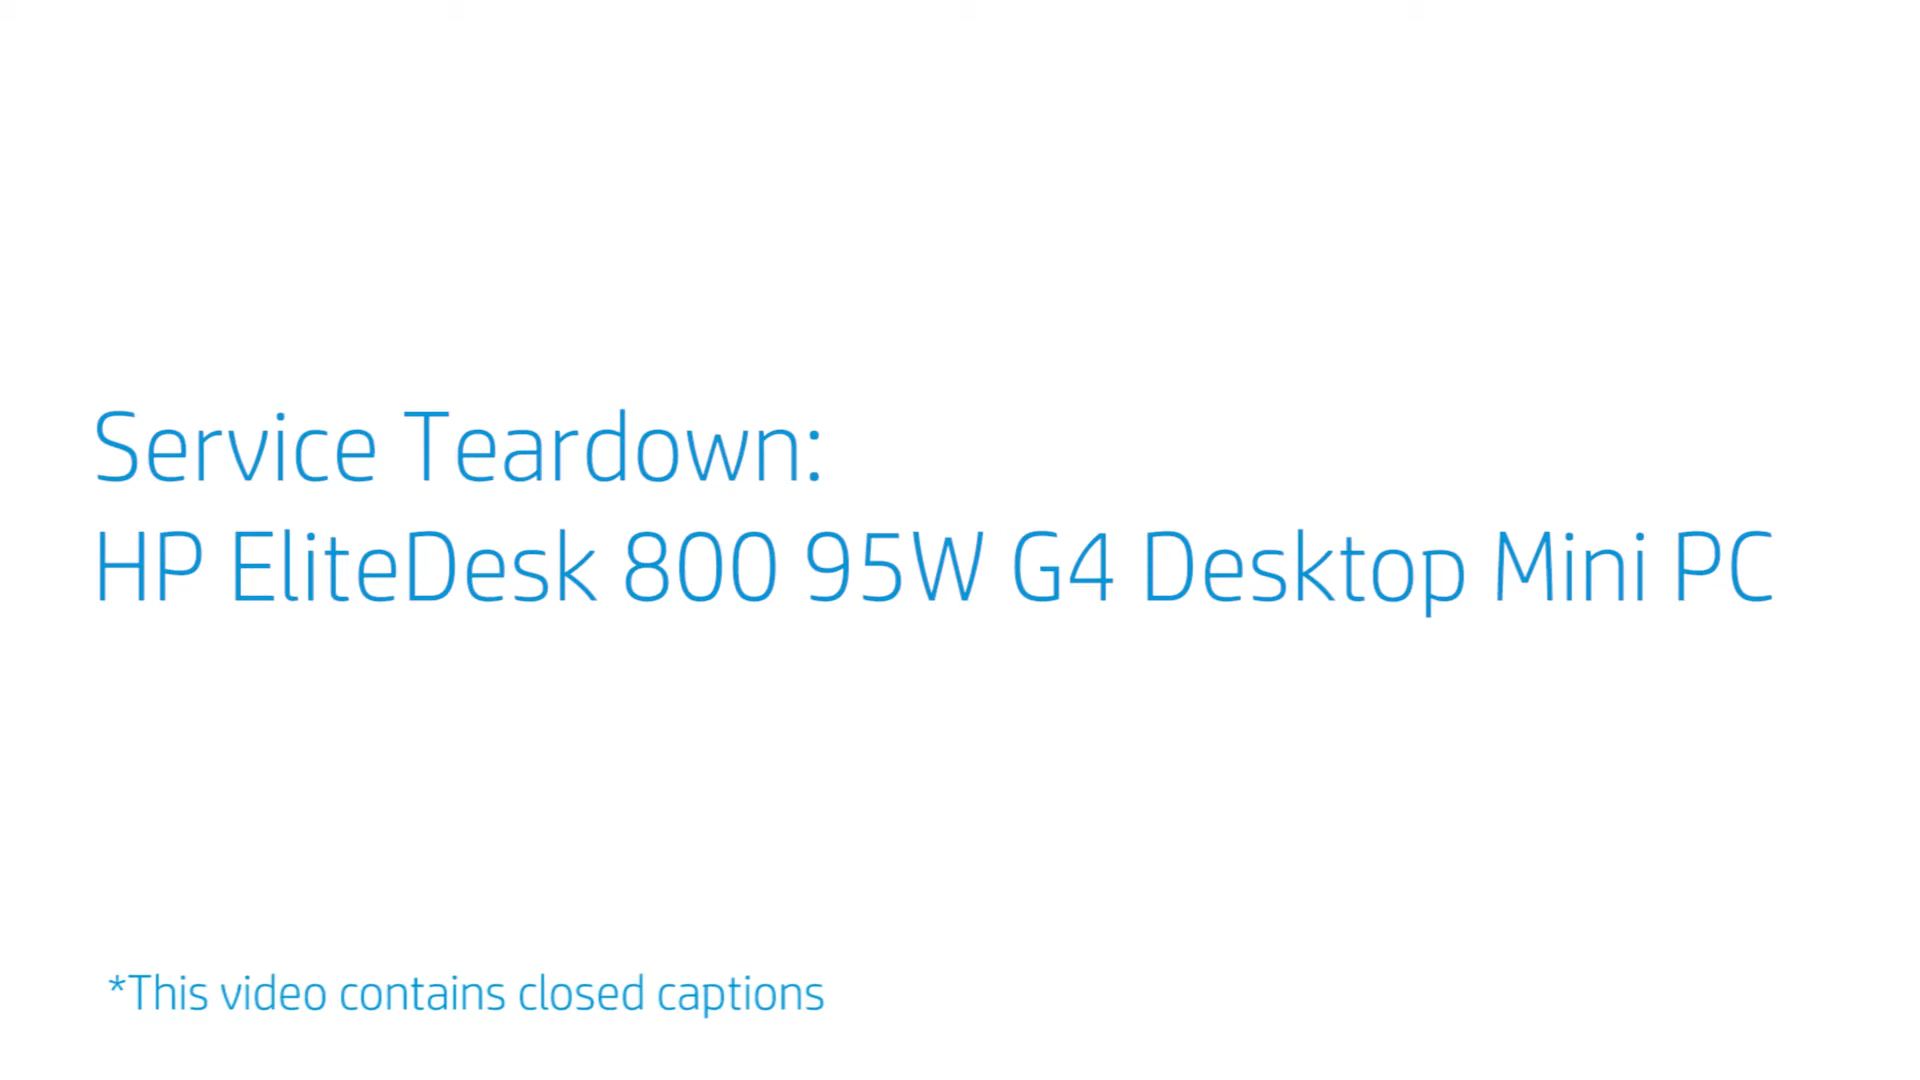 Service Teardown:
HP EliteDesk 800 95W G4 Desktop Mini PC
*This video contains closed captions